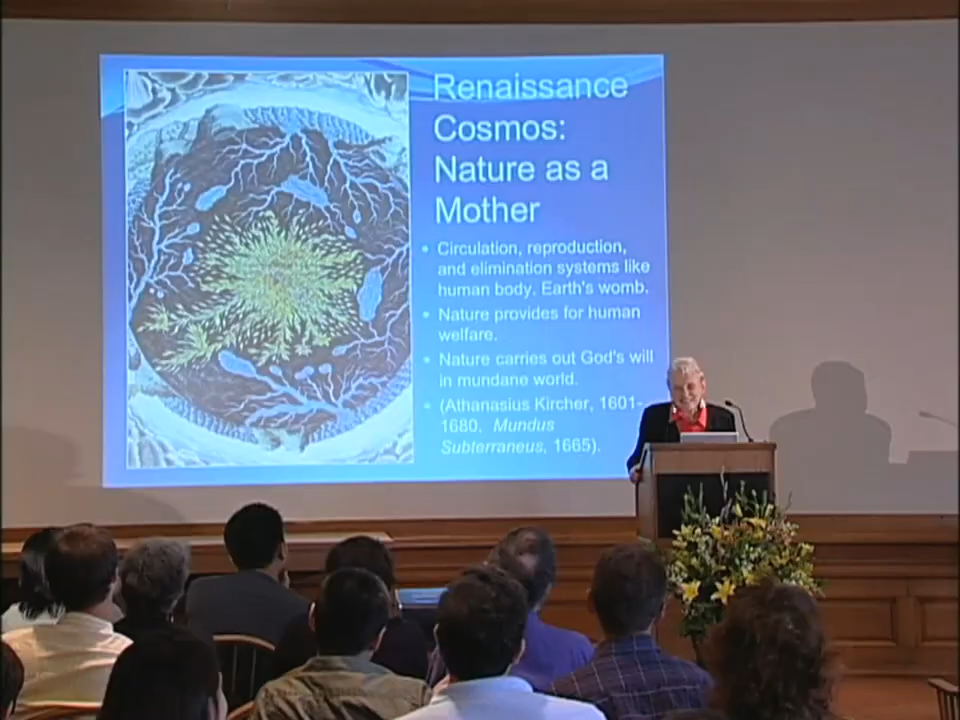 Renaissance
Cosmos:
Nature as a
Mother
• Circulation, reproduction,
and elimination systems like
human body. Earth's womb.
• Nature provides for human
welfare.
• Nature carries out God's will
in mundane world.
• (Athanasius Kircher, 1601-
1680, Mundus
Subterraneus, 1665).